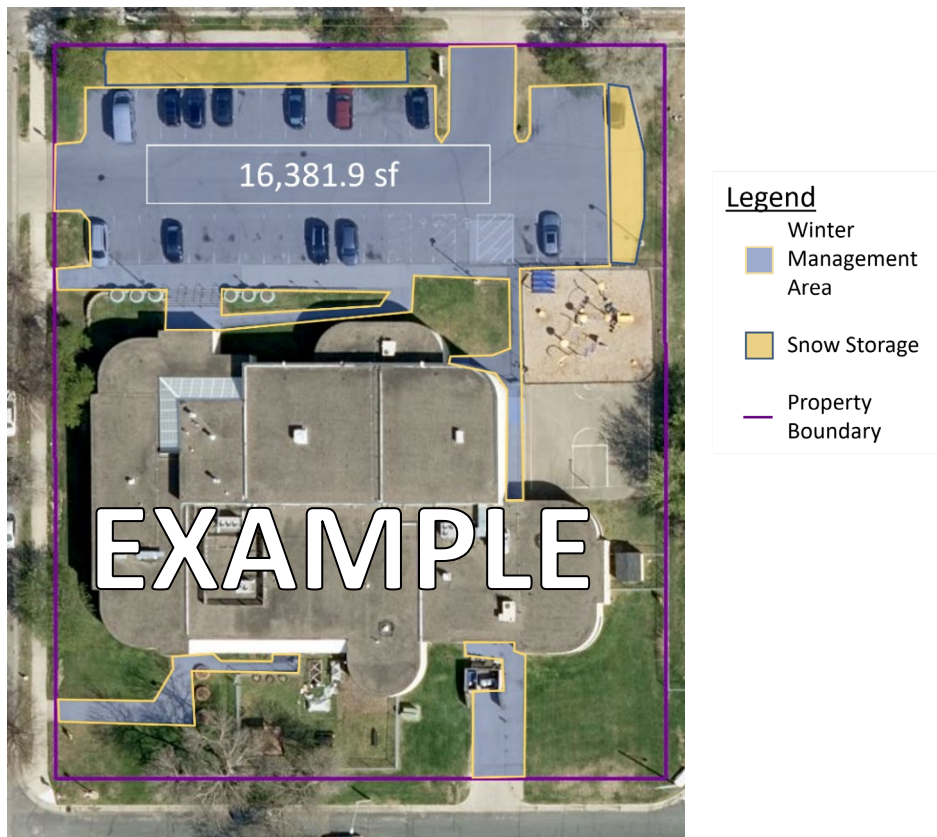 16,381.9 sf
EXAMPLE
Legend
Winter
Management
Area
Snow Storage
Property
Boundary